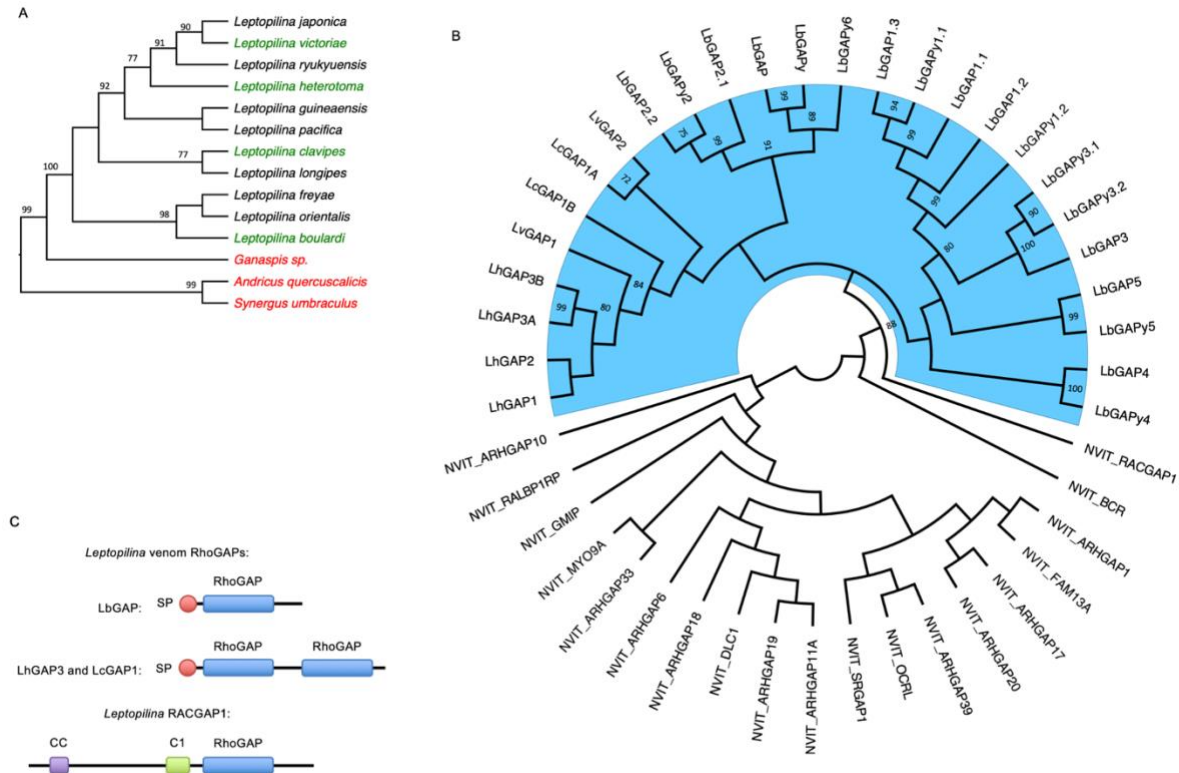 A
Leptopilina japonica
Leptopilina victoriae
Leptopilina ryukyuensis
Leptopilina heterotoma
Leptopilina guineaensis
Leptopilina pacifica
Leptopilina clavipes
Leptopilina longipes
Leptopilina freyae
Leptopilina orientalis
Leptopilina boulardi
Ganaspis sp.
Andricus quercuscalicis
Synergus umbraculus
90
91
77
92
77
100
98
99
99
B
LhGAP1
LhGAP2
LhGAP3A
LhGAP3B
LvGAP1
LcGAP1B
LcGAP1A
LvGAP2
LbGAP2.2
LbGAPy2
LbGAP2.1
LbGAP
LbGAPy
LbGAPy6
LbGAP1.3
LbGAPy1.1
LbGAP1.1
LbGAP1.2
LbGAPy1.2
LbGAPy3.1
LbGAPy3.2
LbGAP3
LbGAP5
LbGAPy5
LbGAP4
LbGAPy4
NVIT_RACGAP1
NVIT_BCR
NVIT_ARHGAP1
NVIT_FAM13A
NVIT_ARHGAP17
NVIT_ARHGAP20
NVIT_ARHGAP39
NVIT_OCRL
NVIT_SRGAP1
NVIT_ARHGAP11A
NVIT_ARHGAP19
NVIT_DLC1
NVIT_ARHGAP18
NVIT_ARHGAP6
NVIT_ARHGAP33
NVIT_MYO9A
NVIT_GMIP
NVIT_RALBP1RP
NVIT_ARHGAP10
99
80
84
72
75
99
91
99
89
94
99
99
80
90
100
99
100
88
C
Leptopilina venom RhoGAPs:
RhoGAP
LbGAP: SP
RhoGAP RhoGAP
LhGAP3 and LcGAP1: SP
Leptopilina RACGAP1:
CC C1 RhoGAP